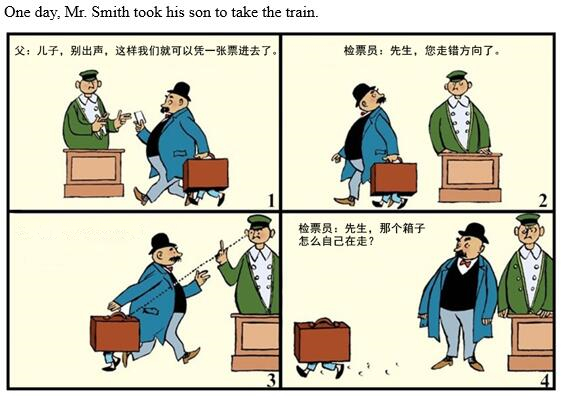 One day, Mr. Smith took his son to take the train.
父：儿子，别出声，这样我们就可以凭一张票进去了。
1
检票员：先生，您走错方向了。
2
3
检票员：先生，那个箱子
怎么自己在走？
4